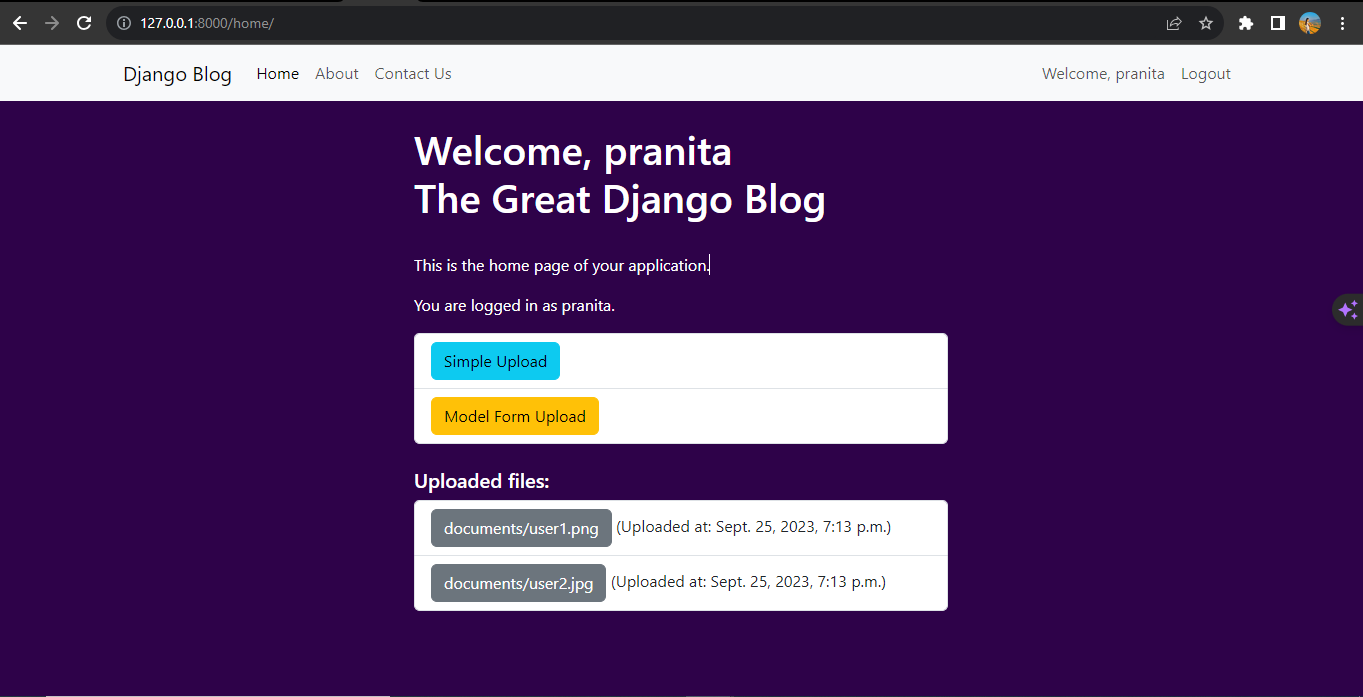 127.0.0.1:8000/home/
Django Blog Home About Contact Us Welcome, pranita Logout
Welcome, pranita
The Great Django Blog
This is the home page of your application.
You are logged in as pranita.
Simple Upload
Model Form Upload
Uploaded files:
documents/user1.png (Uploaded at: Sept. 25, 2023, 7:13 p.m.)
documents/user2.jpg (Uploaded at: Sept. 25, 2023, 7:13 p.m.)